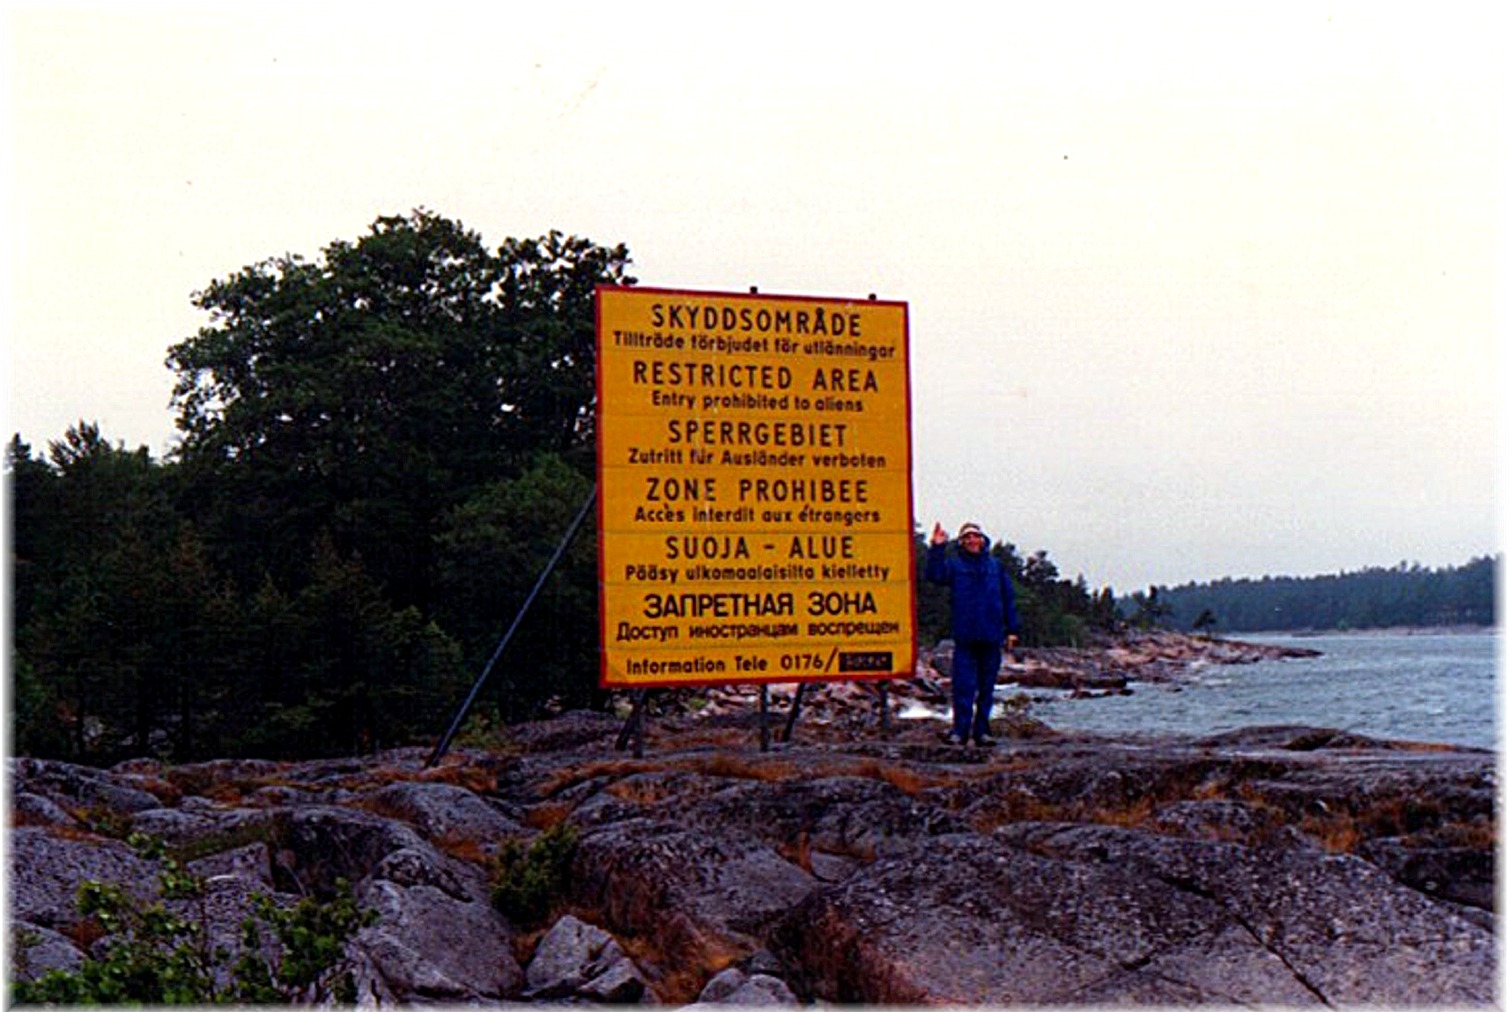 SKYDDSOMRÅDE
Tillträde förbjudet för utlänningar
RESTRICTED AREA
Entry prohibited to aliens
SPERRGEBIET
Zutritt für Ausländer verboten
ZONE PROHIBEE
Accès interdit aux étrangers
SUOJA - ALUE
Pääsy ulkomaalaisilta kielletty
ЗАПРЕТНАЯ ЗОНА
Доступ иностранцам воспрещен
Information Tele 0176/